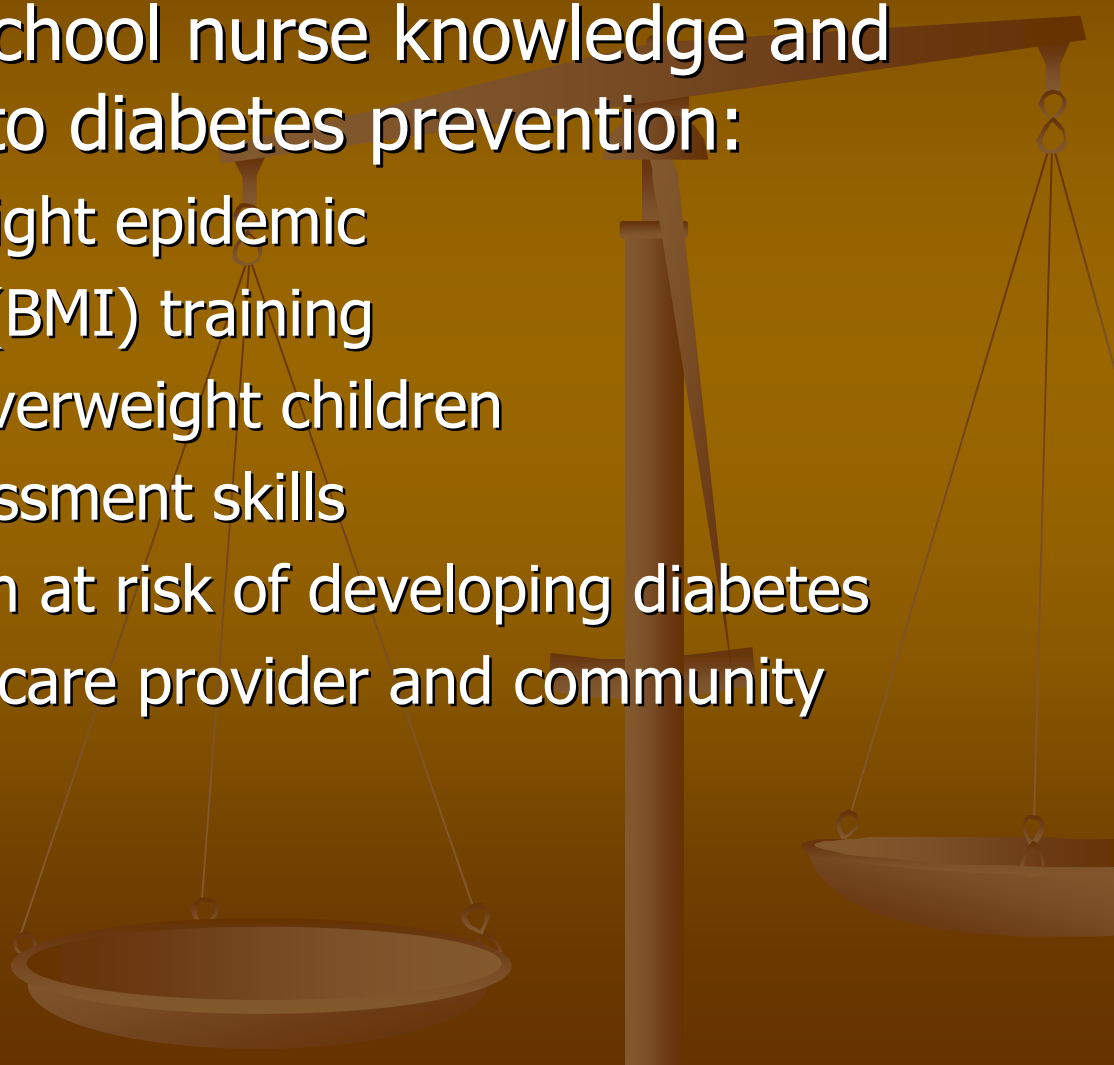 chool nurse knowledge and
to diabetes prevention:
ight epidemic
(BMI) training
verweight children
ssment skills
n at risk of developing diabetes
care provider and community